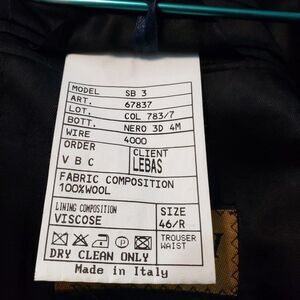 MODEL SB 3
ART. 67837
LOT. COL 783/7
BOTT. NERO 3D 4M
WIRE 4000
ORDER CLIENT
V B C LEBAS
FABRIC COMPOSITION
100%WOOL
LINING COMPOSITION SIZE
VISCOSE 46/R
P TROUSER
WAIST
DRY CLEAN ONLY
Made in Italy